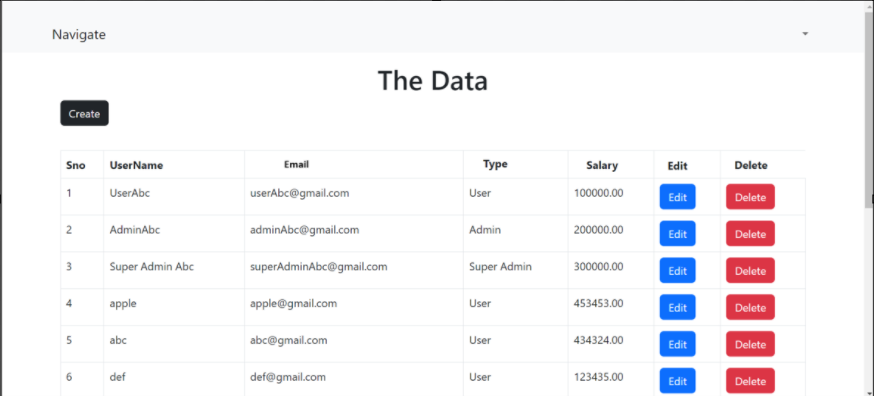 Navigate
The Data
Create
Sno UserName Email Type Salary Edit Delete
1 UserAbc userAbc@gmail.com User 100000.00 Edit Delete
2 AdminAbc adminAbc@gmail.com Admin 200000.00 Edit Delete
3 Super Admin Abc superAdminAbc@gmail.com Super Admin 300000.00 Edit Delete
4 apple apple@gmail.com User 453453.00 Edit Delete
5 abc abc@gmail.com User 434324.00 Edit Delete
6 def def@gmail.com User 123435.00 Edit Delete